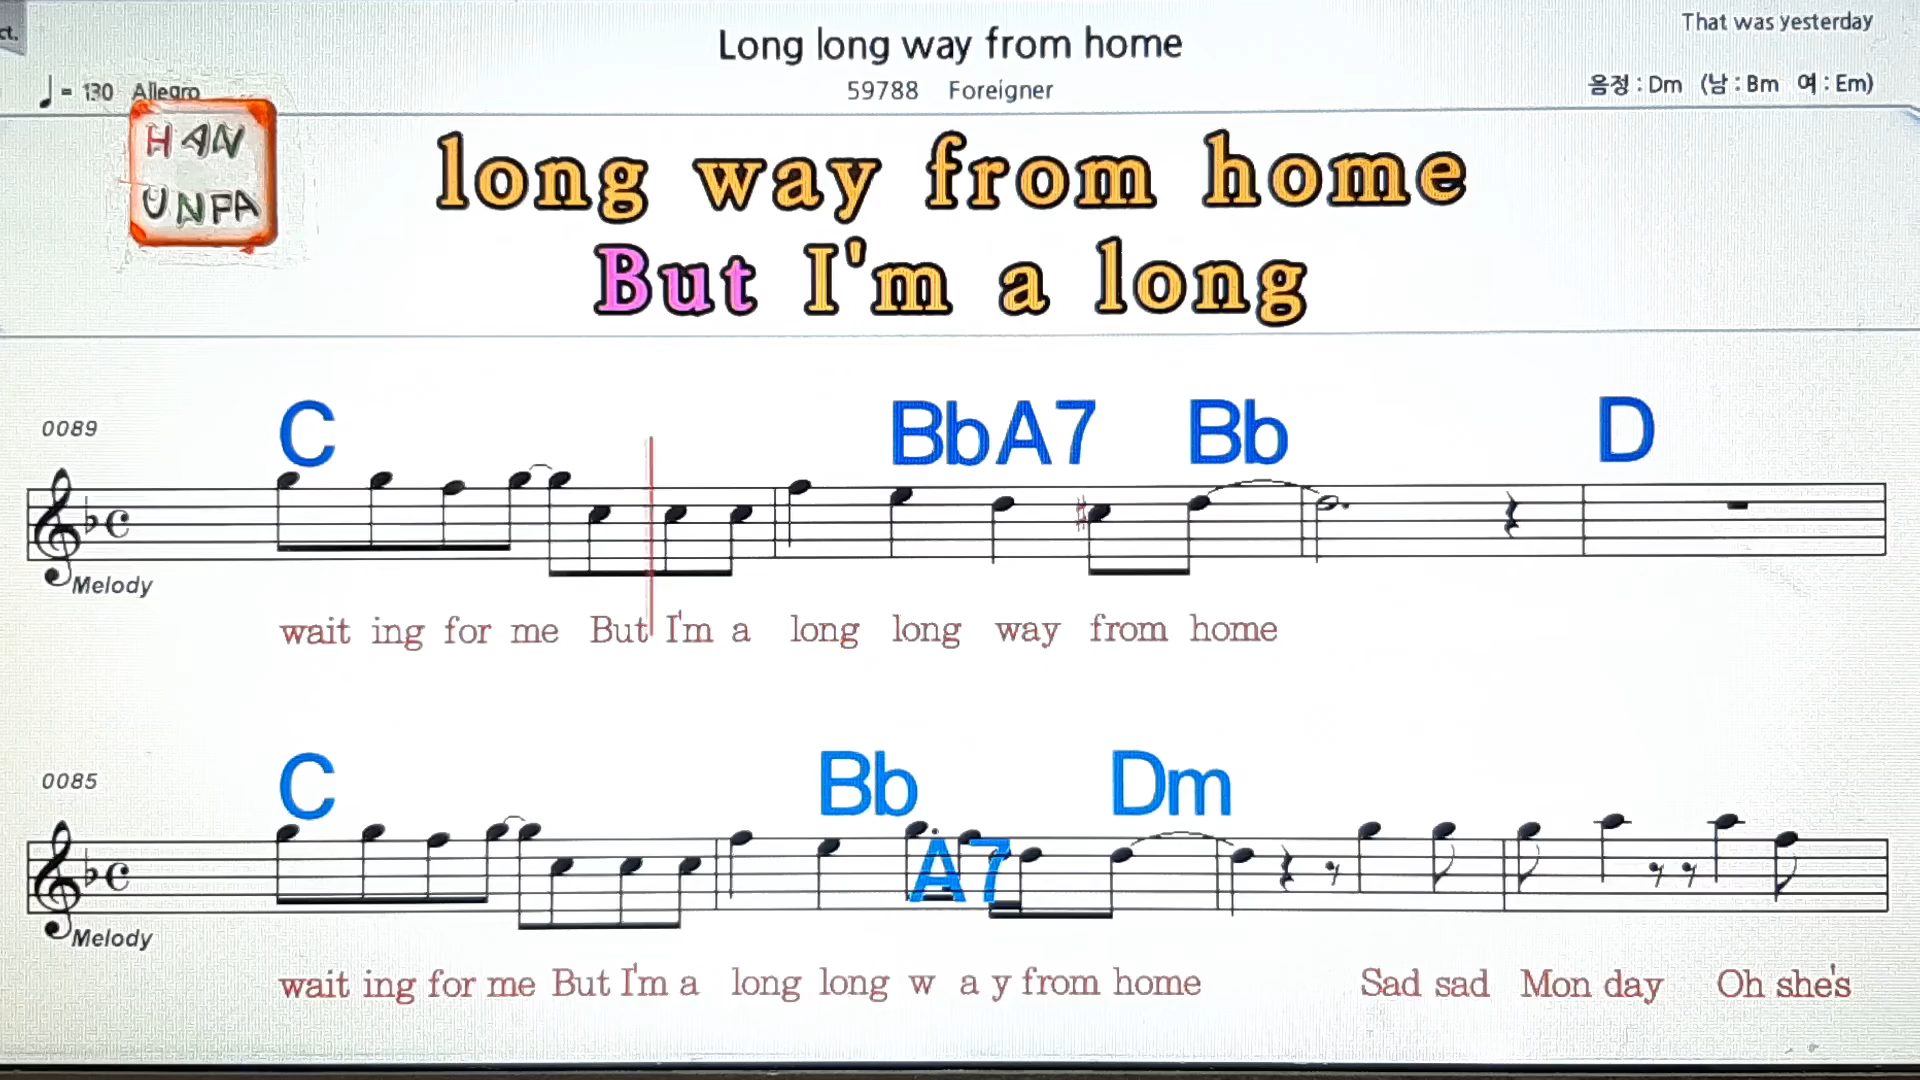 ct.
Long long way from home
That was yesterday
= 130 Allegro
59788 Foreigner
음정 : Dm (남 : Bm 여 : Em)
HAN
UNFA
long way from home
But I'm a long
0089
C Bb A7 Bb D
Melody
wait ing for me But I'm a long long way from home
0085
C Bb A7 Dm
Melody
wait ing for me But I'm a long long w a y from home Sad sad Mon day Oh she's